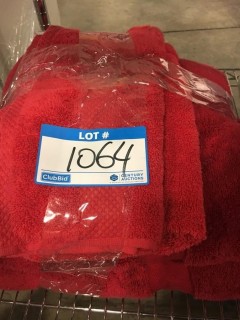 LOT #
1064
ClubBid
CENTURY
AUCTIONS